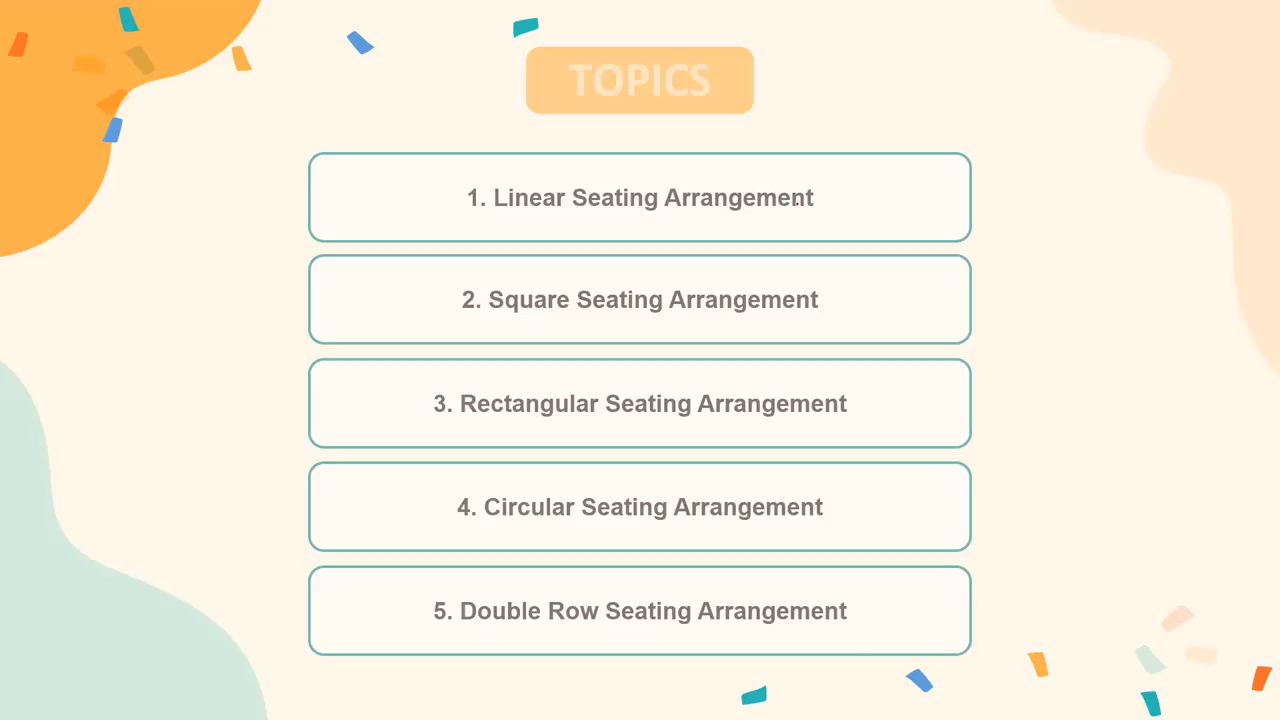 TOPICS
1. Linear Seating Arrangement
2. Square Seating Arrangement
3. Rectangular Seating Arrangement
4. Circular Seating Arrangement
5. Double Row Seating Arrangement